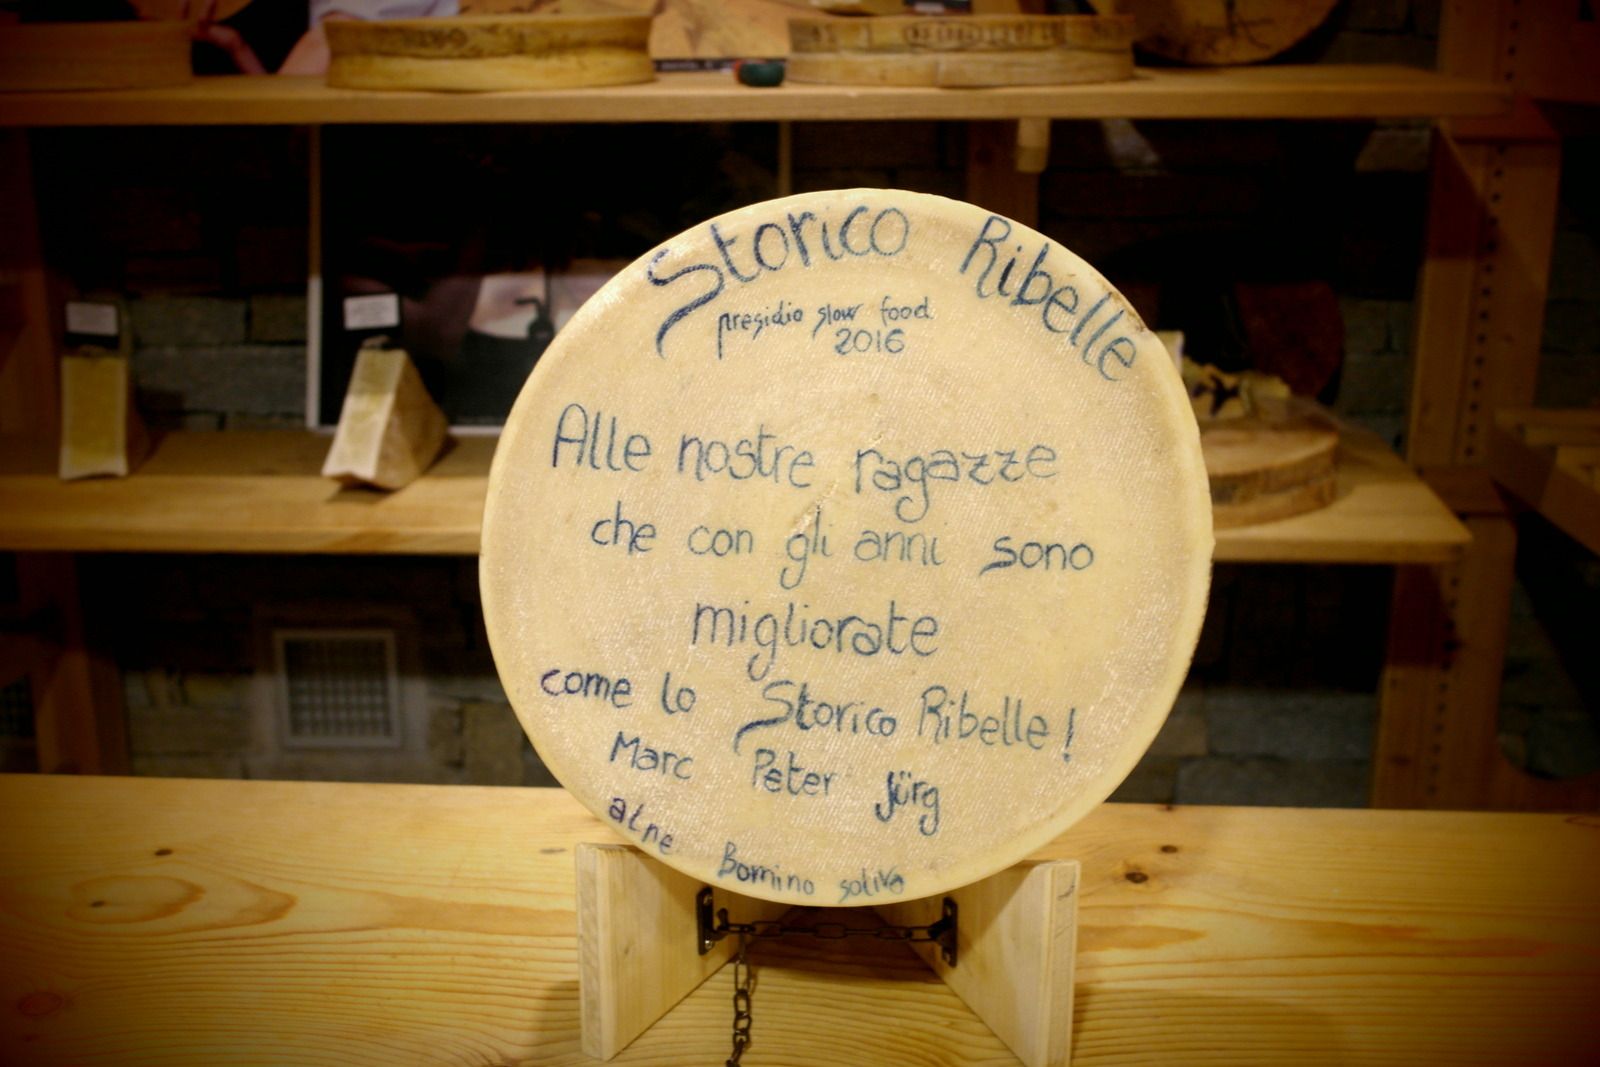 Storico Ribelle
presidio slow food
2016
Alle nostre ragazze
che con gli anni sono
migliorate
come lo Storico Ribelle!
Marc Peter Jürg
alpe Bomino soliva